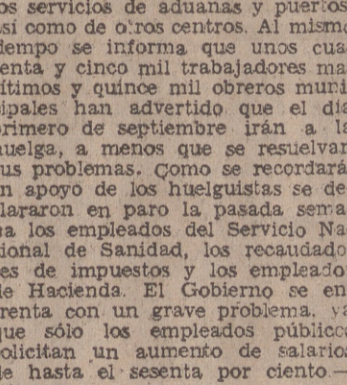 os servicios de aduanas y puertos
así como de otros centros. Al mismo
tiempo se informa que unos cua
renta y cinco mil trabajadores ma
rítimos y quince mil obreros muni
cipales han advertido que el día
primero de septiembre irán a la
huelga, a menos que se resuelvan
sus problemas. Como se recordará
en apoyo de los huelguistas se de
clararon en paro la pasada sema
na los empleados del Servicio Na
cional de Sanidad, los recaudado
res de impuestos y los empleados
de Hacienda. El Gobierno se en
frenta con un grave problema, ya
que sólo los empleados públicos
solicitan un aumento de salarios
de hasta el sesenta por ciento.—